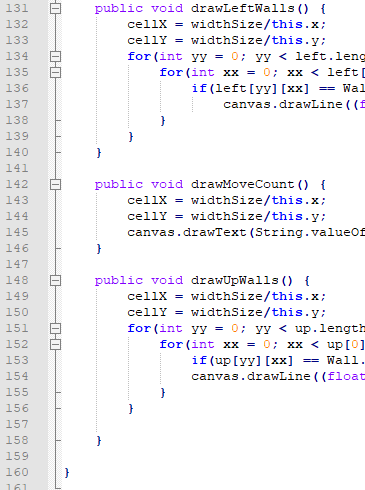 131 public void drawLeftWalls() {
132 cellX = widthSize/this.x;
133 cellY = widthSize/this.y;
134 for(int yy = 0; yy < left.leng
135 for(int xx = 0; xx < left[
136 if(left[yy][xx] == Wal
137 canvas.drawLine((f
138 }
139 }
140 }
141
142 public void drawMoveCount() {
143 cellX = widthSize/this.x;
144 cellY = widthSize/this.y;
145 canvas.drawText(String.valueOf
146 }
147
148 public void drawUpWalls() {
149 cellX = widthSize/this.x;
150 cellY = widthSize/this.y;
151 for(int yy = 0; yy < up.length
152 for(int xx = 0; xx < up[0]
153 if(up[yy][xx] == Wall.
154 canvas.drawLine((float
155 }
156 }
157
158 }
159
160 }
161